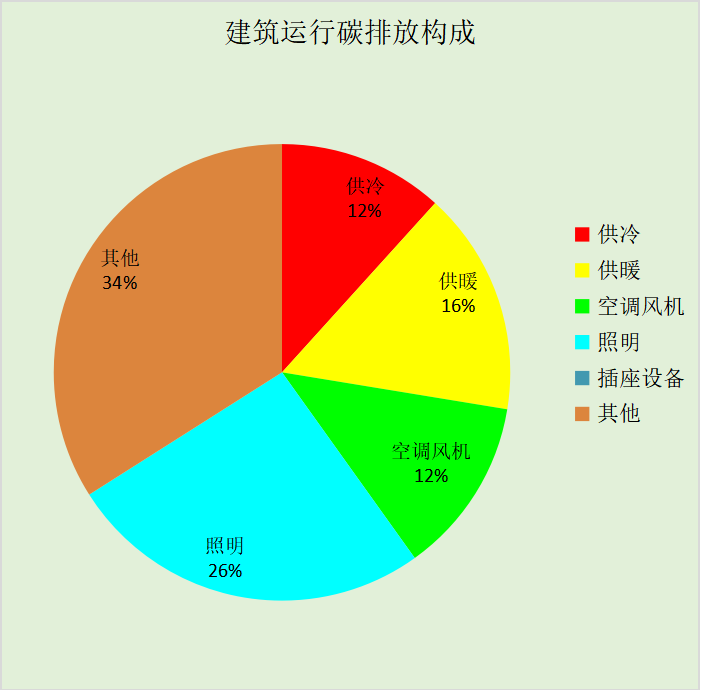 建筑运行碳排放构成
供冷
12%
供暖
16%
空调风机
12%
照明
26%
其他
34%
供冷
供暖
空调风机
照明
插座设备
其他